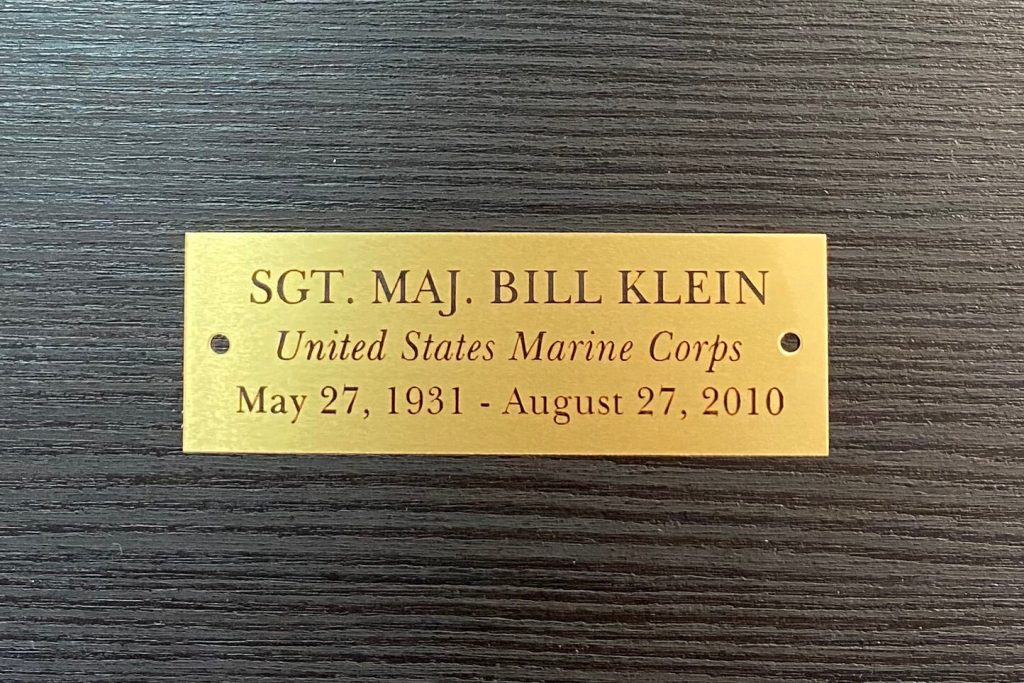 SGT. MAJ. BILL KLEIN
United States Marine Corps
May 27, 1931 - August 27, 2010